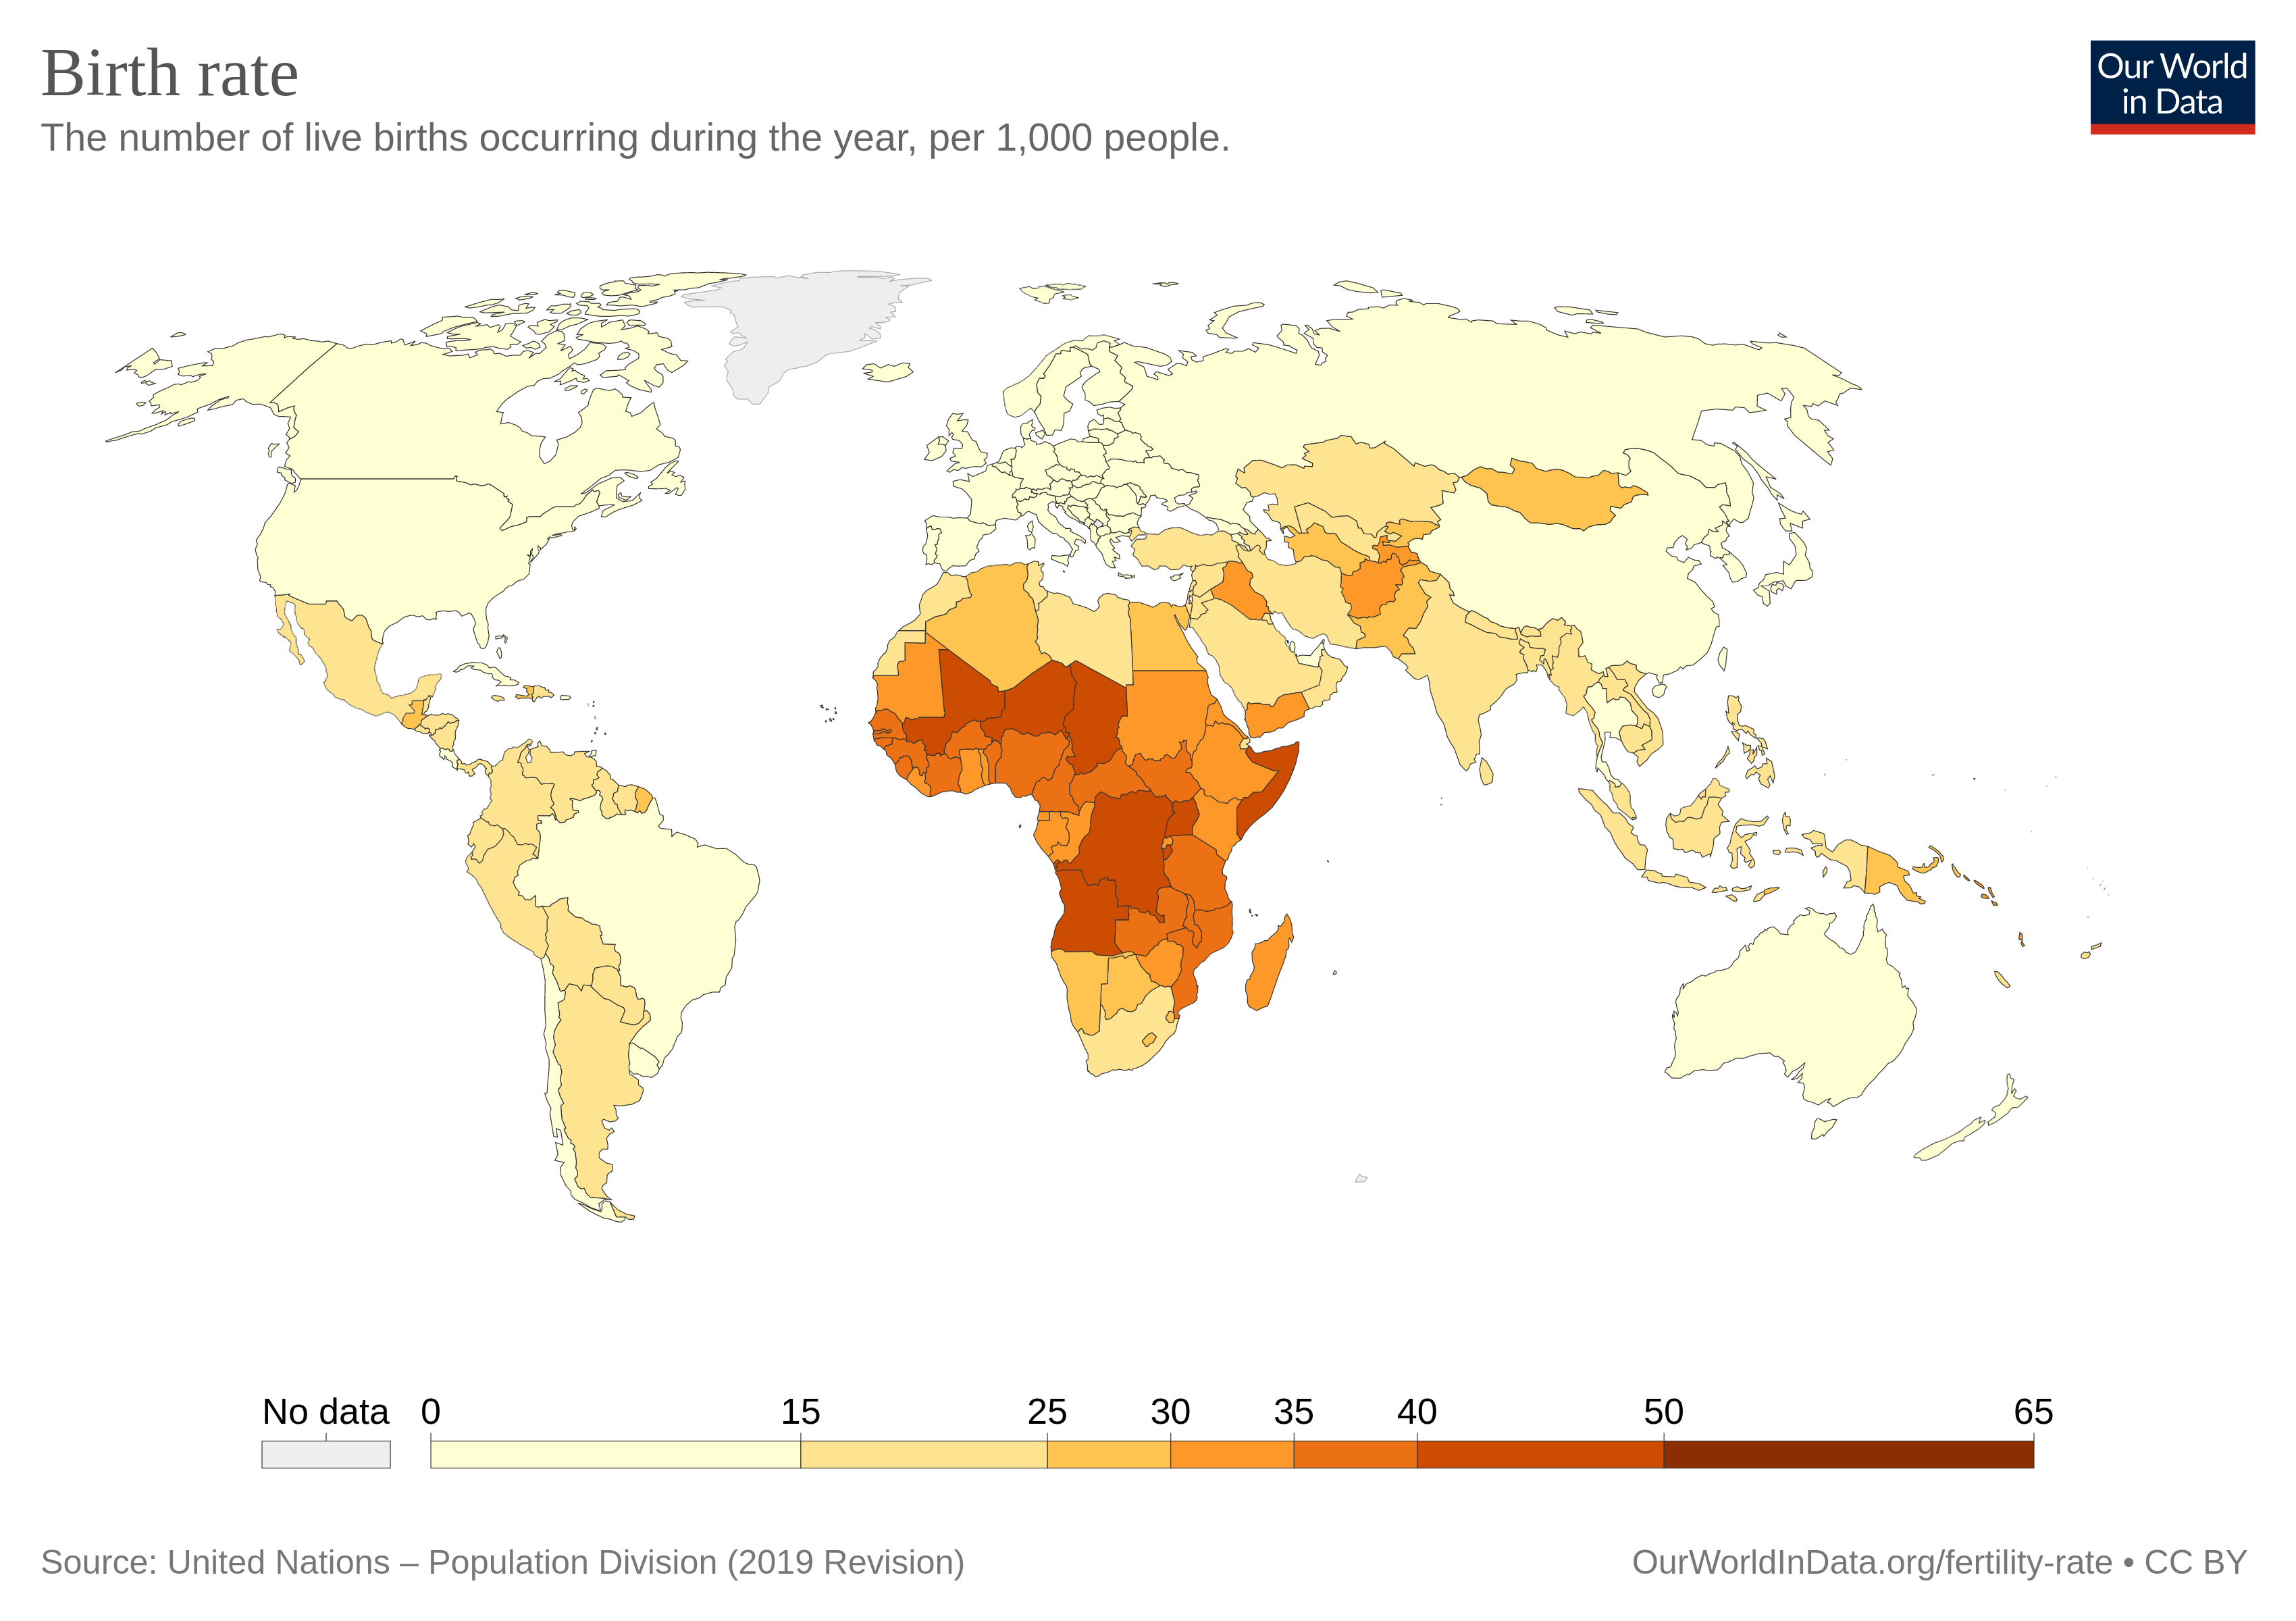 Birth rate
The number of live births occurring during the year, per 1,000 people.
Our World
in Data
No data
0
15
25
30
35
40
50
65
Source: United Nations – Population Division (2019 Revision)
OurWorldInData.org/fertility-rate • CC BY